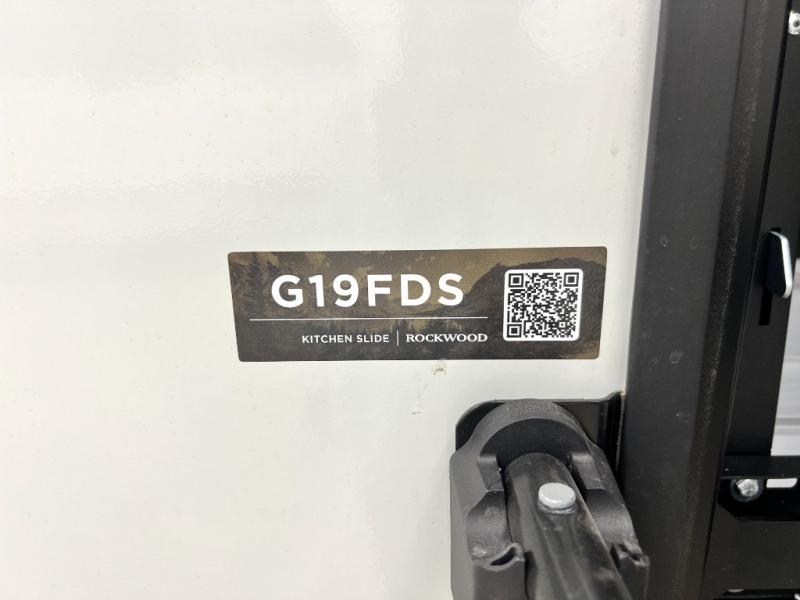 G19FDS
KITCHEN SLIDE | ROCKWOOD